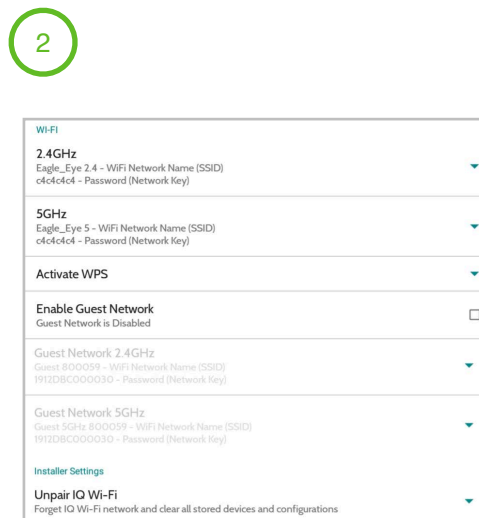 2
WI-FI
2.4GHz
Eagle_Eye 2.4 - WiFi Network Name (SSID)
c4c4c4c4 - Password (Network Key)
5GHz
Eagle_Eye 5 - WiFi Network Name (SSID)
c4c4c4c4 - Password (Network Key)
Activate WPS
Enable Guest Network
Guest Network is Disabled
Guest Network 2.4GHz
Guest 800059 - WiFi Network Name (SSID)
1912DBC000030 - Password (Network Key)
Guest Network 5GHz
Guest 5GHz 800059 - WiFi Network Name (SSID)
1912DBC000030 - Password (Network Key)
Installer Settings
Unpair IQ Wi-Fi
Forget IQ Wi-Fi network and clear all stored devices and configurations